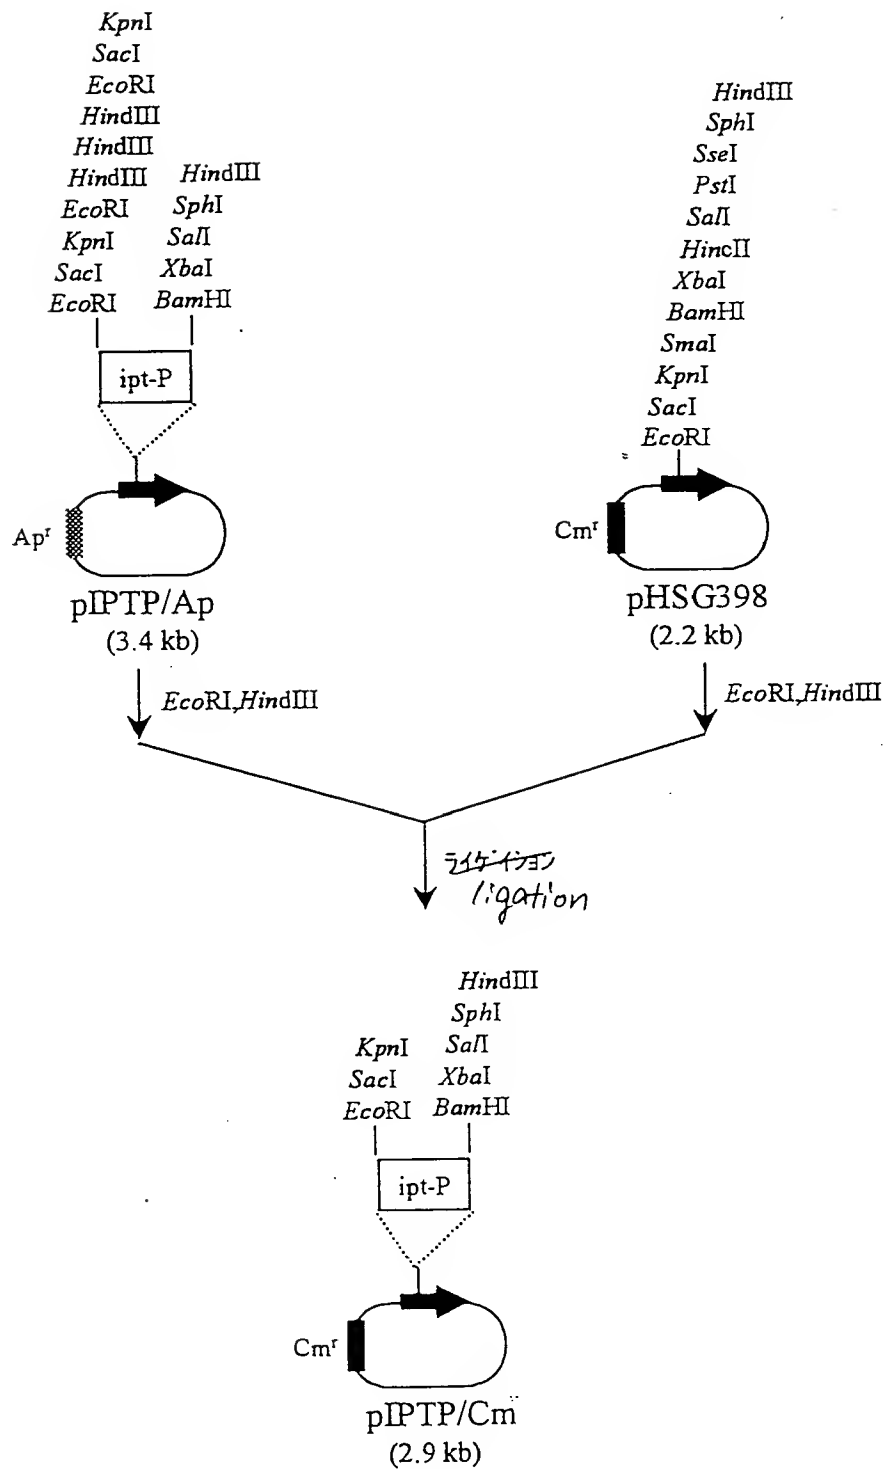 KpnI
SacI
EcoRI
HindIII
HindIII
HindIII
EcoRI
KpnI
SacI
EcoRI
HindIII
SphI
SalI
XbaI
BamHI
ipt-P
Apʳ
pIPTP/Ap
(3.4 kb)
EcoRI,HindIII
HindIII
SphI
SseI
PstI
SalI
HincII
XbaI
BamHI
SmaI
KpnI
SacI
EcoRI
Cmʳ
pHSG398
(2.2 kb)
EcoRI,HindIII
ライゲイション
ligation
KpnI
SacI
EcoRI
HindIII
SphI
SalI
XbaI
BamHI
ipt-P
Cmʳ
pIPTP/Cm
(2.9 kb)